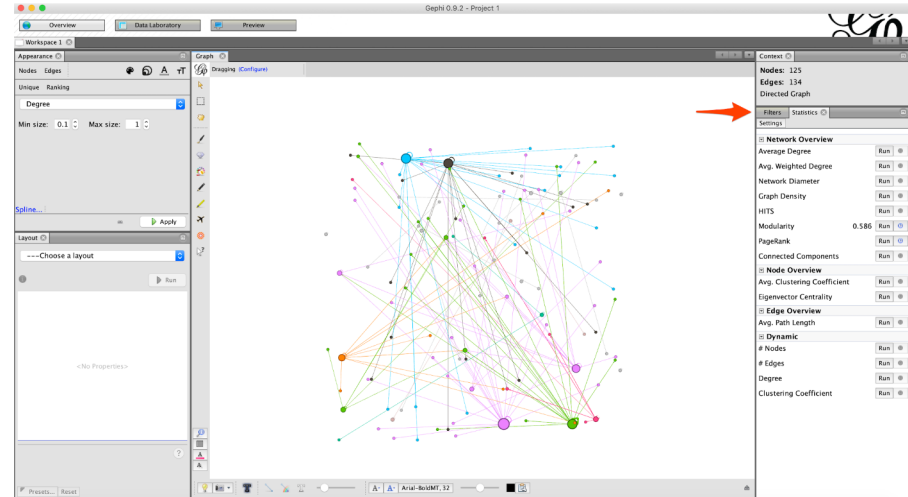 Gephi 0.9.2 - Project 1
Overview
Data Laboratory
Preview
Workspace 1
Appearance
Nodes Edges
Unique Ranking
Degree
Min size: 0.1 Max size: 1
Spline...
Apply
Layout
---Choose a layout
Run
<No Properties>
Presets... Reset
Graph
Dragging (Configure)
Arial-BoldMT, 32
Context
Nodes: 125
Edges: 134
Directed Graph
Filters Statistics
Settings
Network Overview
Average Degree Run
Avg. Weighted Degree Run
Network Diameter Run
Graph Density Run
HITS Run
Modularity 0.586 Run
PageRank Run
Connected Components Run
Node Overview
Avg. Clustering Coefficient Run
Eigenvector Centrality Run
Edge Overview
Avg. Path Length Run
Dynamic
# Nodes Run
# Edges Run
Degree Run
Clustering Coefficient Run